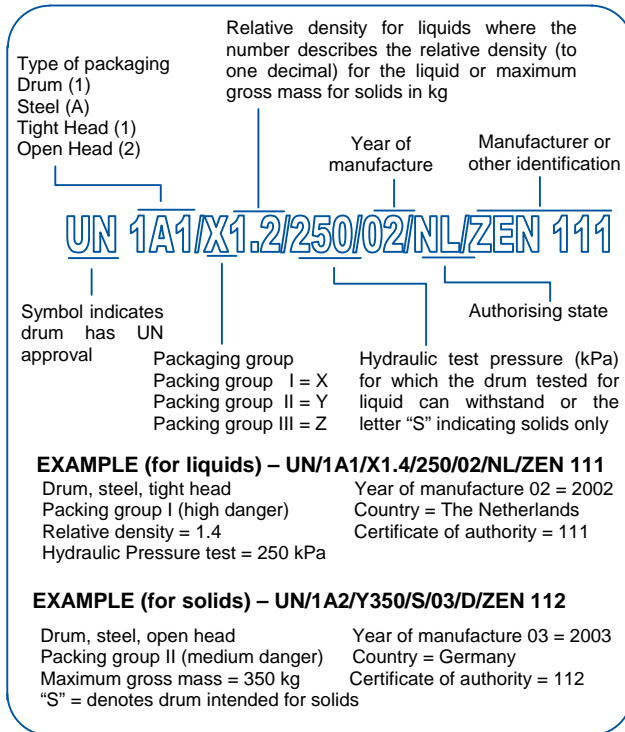 Relative density for liquids where the
number describes the relative density (to
one decimal) for the liquid or maximum
gross mass for solids in kg
Type of packaging
Drum (1)
Steel (A)
Tight Head (1)
Open Head (2)
Year of
manufacture
Manufacturer or
other identification
UN 1A1/X1.2/250/02/NL/ZEN 111
Symbol indicates
drum has UN
approval
Authorising state
Packaging group
Packing group I = X
Packing group II = Y
Packing group III = Z
Hydraulic test pressure (kPa)
for which the drum tested for
liquid can withstand or the
letter “S” indicating solids only
EXAMPLE (for liquids) – UN/1A1/X1.4/250/02/NL/ZEN 111
Drum, steel, tight head
Packing group I (high danger)
Relative density = 1.4
Hydraulic Pressure test = 250 kPa
Year of manufacture 02 = 2002
Country = The Netherlands
Certificate of authority = 111
EXAMPLE (for solids) – UN/1A2/Y350/S/03/D/ZEN 112
Drum, steel, open head
Packing group II (medium danger)
Maximum gross mass = 350 kg
“S” = denotes drum intended for solids
Year of manufacture 03 = 2003
Country = Germany
Certificate of authority = 112